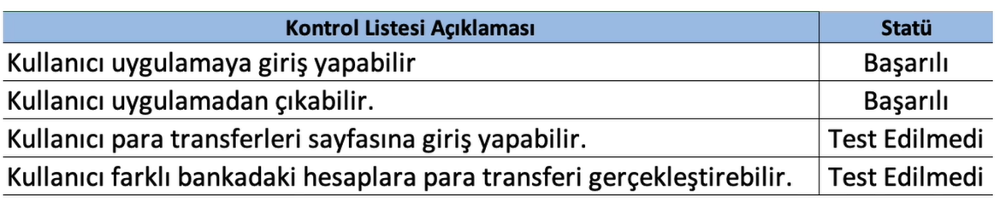 Kontrol Listesi Açıklaması Statü
Kullanıcı uygulamaya giriş yapabilir Başarılı
Kullanıcı uygulamadan çıkabilir. Başarılı
Kullanıcı para transferleri sayfasına giriş yapabilir. Test Edilmedi
Kullanıcı farklı bankadaki hesaplara para transferi gerçekleştirebilir. Test Edilmedi